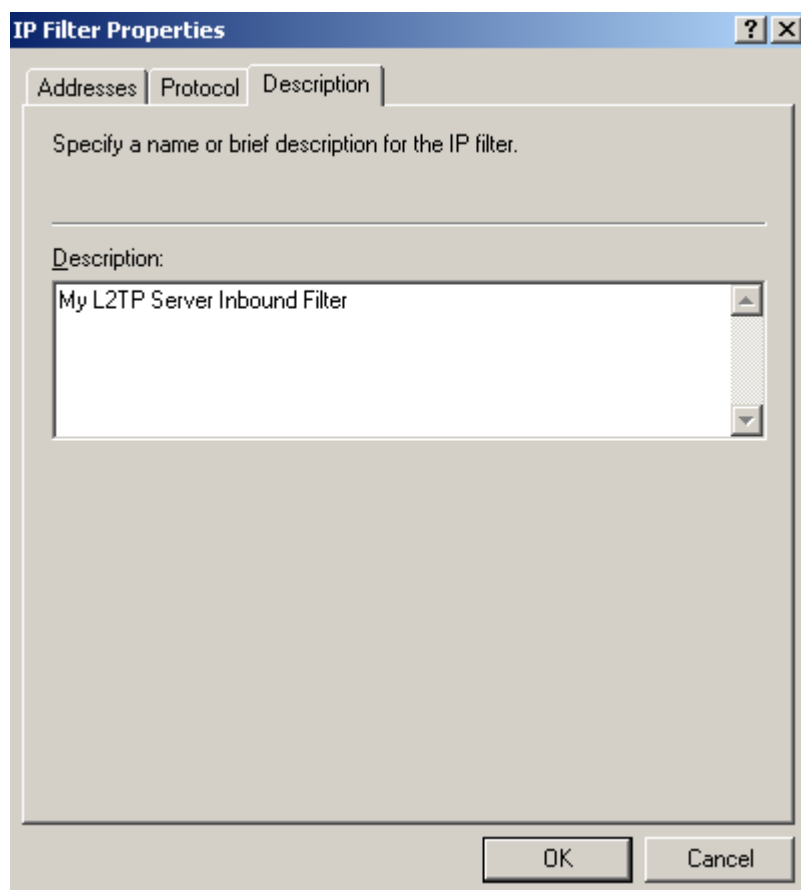 IP Filter Properties
Addresses Protocol Description
Specify a name or brief description for the IP filter.
Description:
My L2TP Server Inbound Filter
OK Cancel